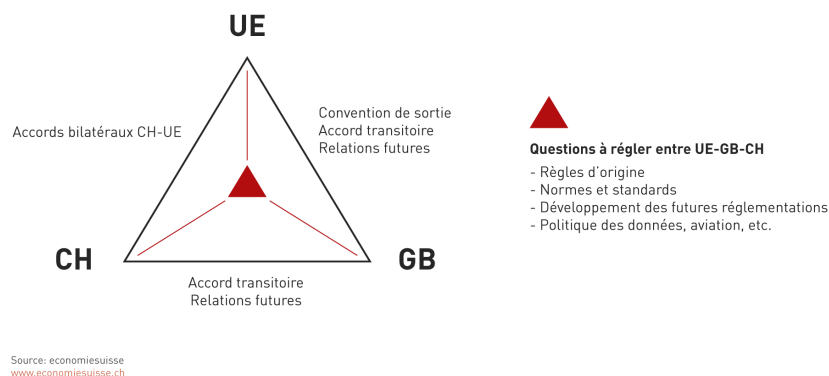 UE
Accords bilatéraux CH-UE
Convention de sortie
Accord transitoire
Relations futures
CH
GB
Accord transitoire
Relations futures
Questions à régler entre UE-GB-CH
- Règles d'origine
- Normes et standards
- Développement des futures réglementations
- Politique des données, aviation, etc.
Source: economiesuisse
www.economiesuisse.ch